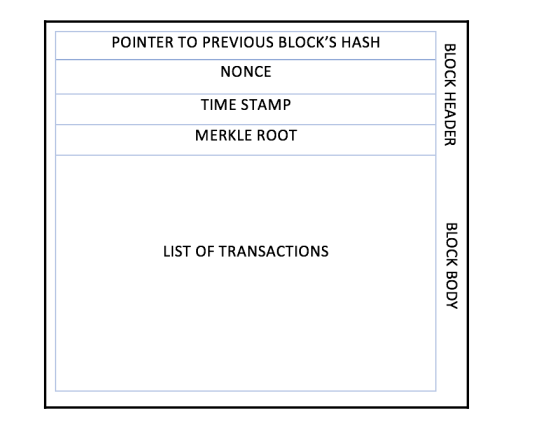 POINTER TO PREVIOUS BLOCK’S HASH
NONCE
TIME STAMP
MERKLE ROOT
BLOCK HEADER
LIST OF TRANSACTIONS
BLOCK BODY